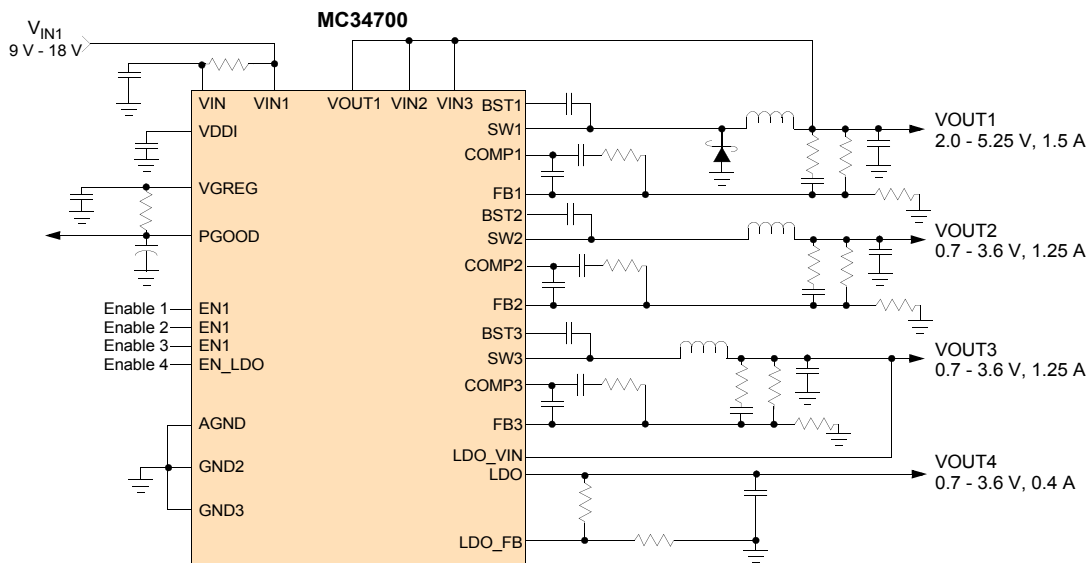 MC34700
VIN1
9 V - 18 V
VIN
VIN1
VOUT1
VIN2
VIN3
VDDI
VGREG
PGOOD
Enable 1
EN1
Enable 2
EN1
Enable 3
EN1
Enable 4
EN_LDO
AGND
GND2
GND3
BST1
SW1
COMP1
FB1
BST2
SW2
COMP2
FB2
BST3
SW3
COMP3
FB3
LDO_VIN
LDO
LDO_FB
VOUT1
2.0 - 5.25 V, 1.5 A
VOUT2
0.7 - 3.6 V, 1.25 A
VOUT3
0.7 - 3.6 V, 1.25 A
VOUT4
0.7 - 3.6 V, 0.4 A